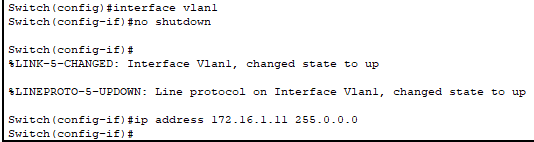 Switch(config)#interface vlan1
Switch(config-if)#no shutdown
Switch(config-if)#
%LINK-5-CHANGED: Interface Vlan1, changed state to up
%LINEPROTO-5-UPDOWN: Line protocol on Interface Vlan1, changed state to up
Switch(config-if)#ip address 172.16.1.11 255.0.0.0
Switch(config-if)#